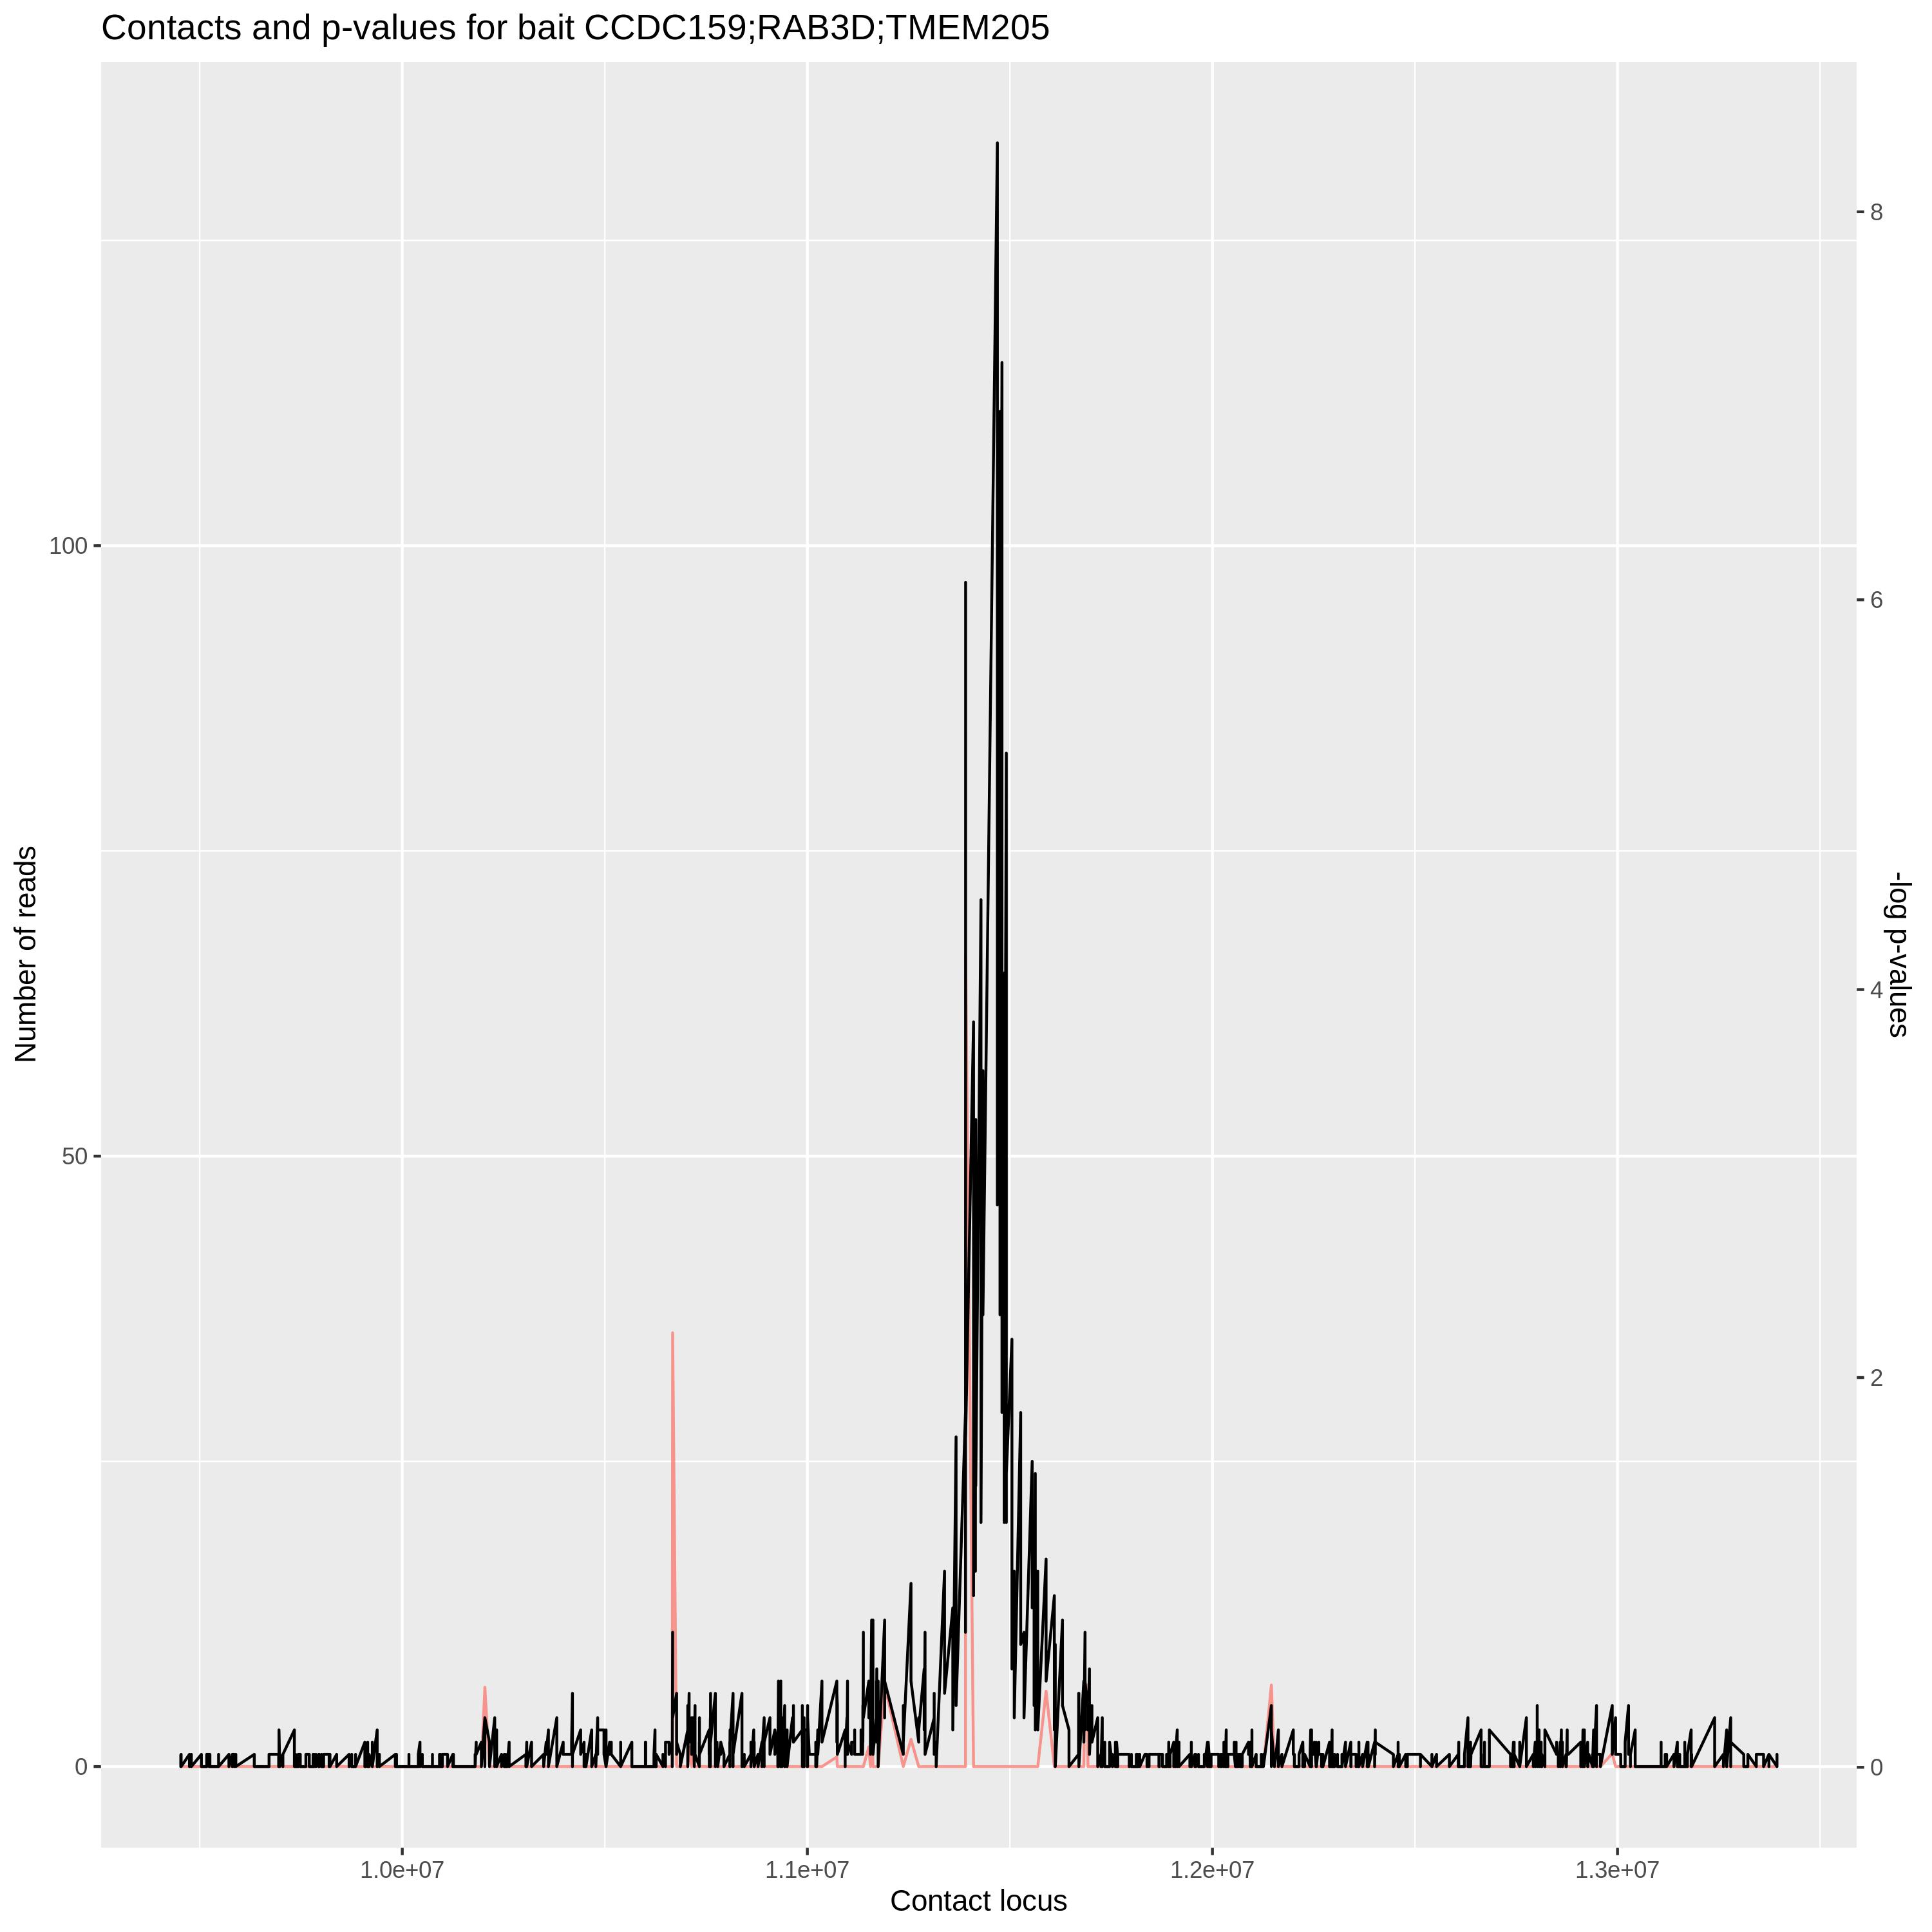 Contacts and p-values for bait CCDC159;RAB3D;TMEM205
Number of reads
100
50
0
8
6
4
2
0
-log p-values
1.0e+07
1.1e+07
1.2e+07
1.3e+07
Contact locus